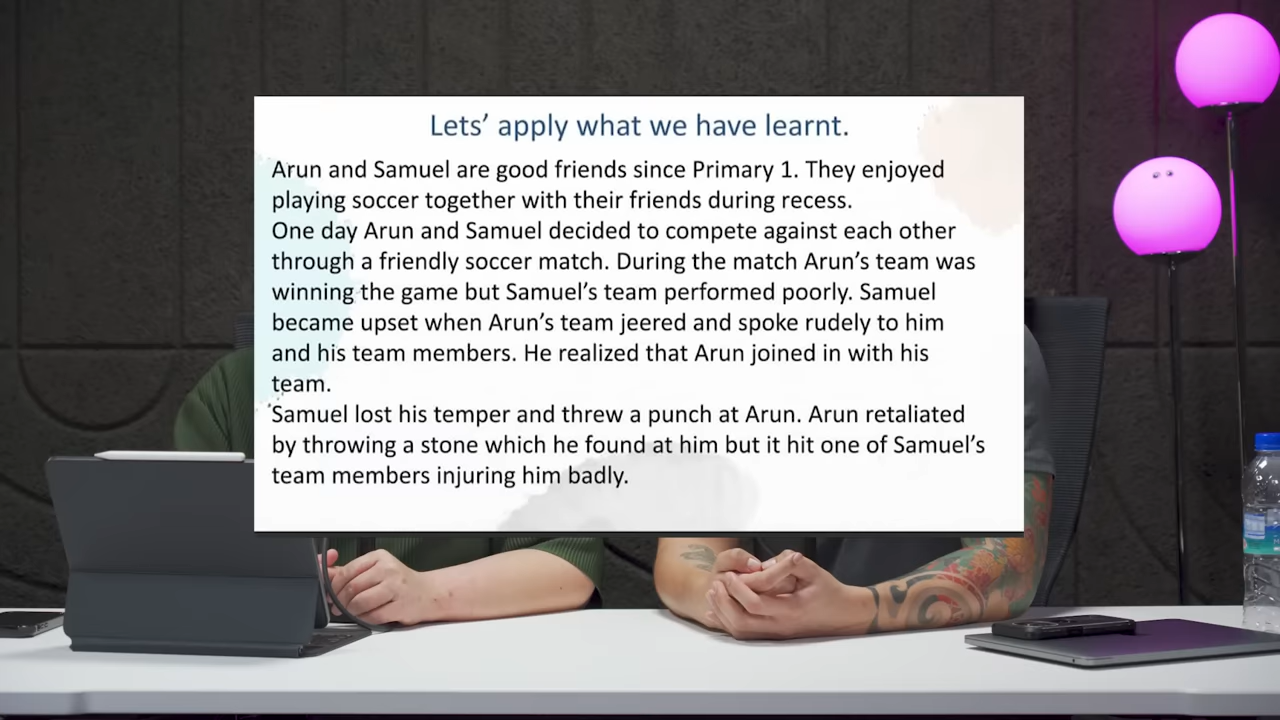 Lets’ apply what we have learnt.
Arun and Samuel are good friends since Primary 1. They enjoyed
playing soccer together with their friends during recess.
One day Arun and Samuel decided to compete against each other
through a friendly soccer match. During the match Arun’s team was
winning the game but Samuel’s team performed poorly. Samuel
became upset when Arun’s team jeered and spoke rudely to him
and his team members. He realized that Arun joined in with his
team.
Samuel lost his temper and threw a punch at Arun. Arun retaliated
by throwing a stone which he found at him but it hit one of Samuel’s
team members injuring him badly.